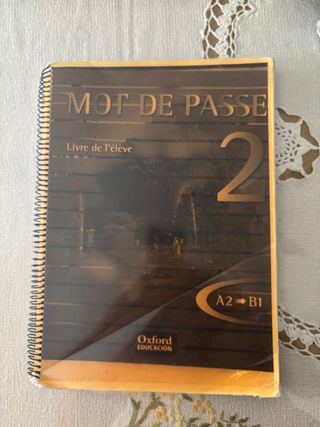 MOT DE PASSE
Livre de l'élève
2
A2 ➡ B1
Oxford
EDUCACIÓN